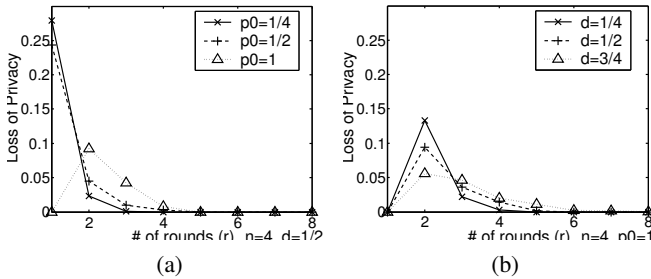 0.25
0.2
0.15
0.1
0.05
0
Loss of Privacy
p0=1/4
p0=1/2
p0=1
2 4 6 8
# of rounds (r), n=4, d=1/2
(a)
0.25
0.2
0.15
0.1
0.05
0
Loss of Privacy
d=1/4
d=1/2
d=3/4
2 4 6 8
# of rounds (r), n=4, p0=1
(b)